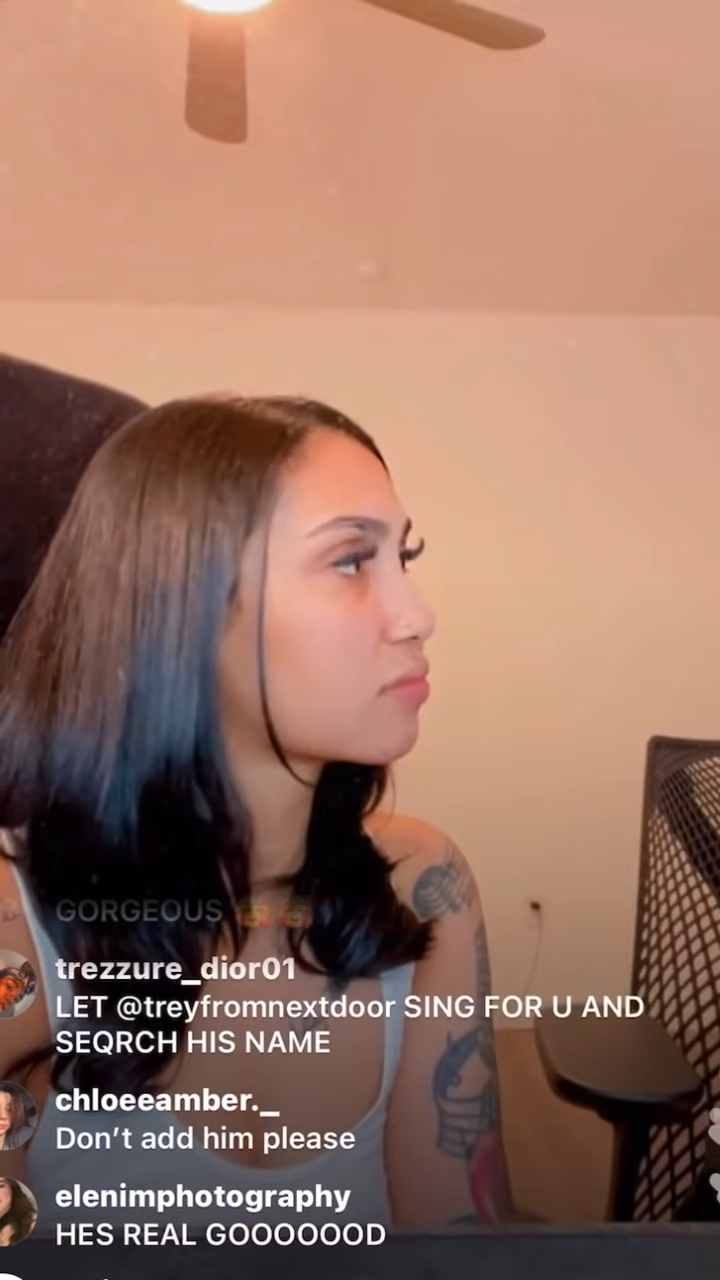 GORGEOUS
trezzure_dior01
LET @treyfromnextdoor SING FOR U AND
SEQRCH HIS NAME
chloeeamber._
Don't add him please
elenimphotography
HES REAL GOOOOOOD